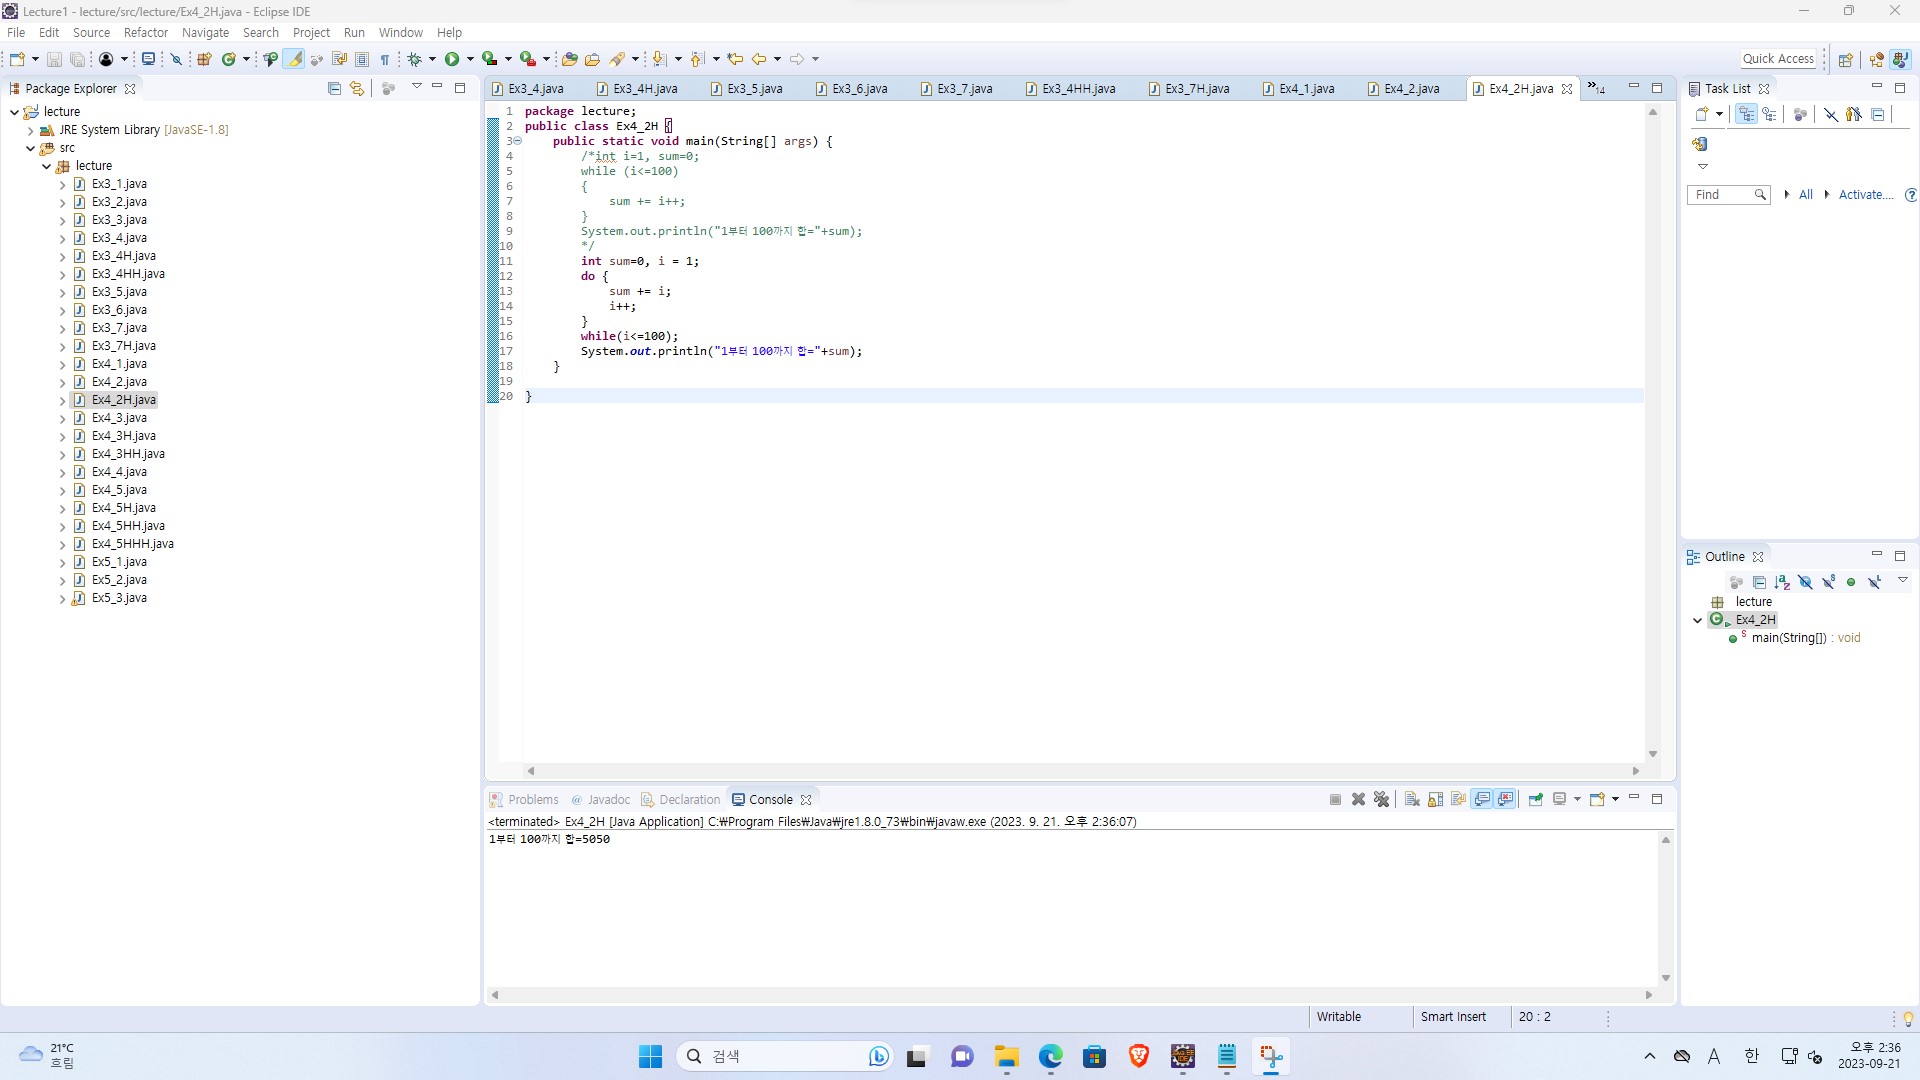 Lecture1 - lecture/src/lecture/Ex4_2H.java - Eclipse IDE
File Edit Source Refactor Navigate Search Project Run Window Help
Quick Access
Package Explorer
lecture
JRE System Library [JavaSE-1.8]
src
lecture
Ex3_1.java
Ex3_2.java
Ex3_3.java
Ex3_4.java
Ex3_4H.java
Ex3_4HH.java
Ex3_5.java
Ex3_6.java
Ex3_7.java
Ex3_7H.java
Ex4_1.java
Ex4_2.java
Ex4_2H.java
Ex4_3.java
Ex4_3H.java
Ex4_3HH.java
Ex4_4.java
Ex4_5.java
Ex4_5H.java
Ex4_5HH.java
Ex4_5HHH.java
Ex5_1.java
Ex5_2.java
Ex5_3.java
Ex3_4.java Ex3_4H.java Ex3_5.java Ex3_6.java Ex3_7.java Ex3_4HH.java Ex3_7H.java Ex4_1.java Ex4_2.java Ex4_2H.java »14
1 package lecture;
2 public class Ex4_2H {
3 public static void main(String[] args) {
4 /*int i=1, sum=0;
5 while (i<=100)
6 {
7 sum += i++;
8 }
9 System.out.println("1부터 100까지 합="+sum);
10 */
11 int sum=0, i = 1;
12 do {
13 sum += i;
14 i++;
15 }
16 while(i<=100);
17 System.out.println("1부터 100까지 합="+sum);
18 }
19
20 }
Problems Javadoc Declaration Console
<terminated> Ex4_2H [Java Application] C:₩Program Files₩Java₩jre1.8.0_73₩bin₩javaw.exe (2023. 9. 21. 오후 2:36:07)
1부터 100까지 합=5050
Task List
Find All Activate...
Outline
lecture
Ex4_2H
main(String[]) : void
Writable Smart Insert 20 : 2
21°C
흐림
검색
A 한
오후 2:36
2023-09-21